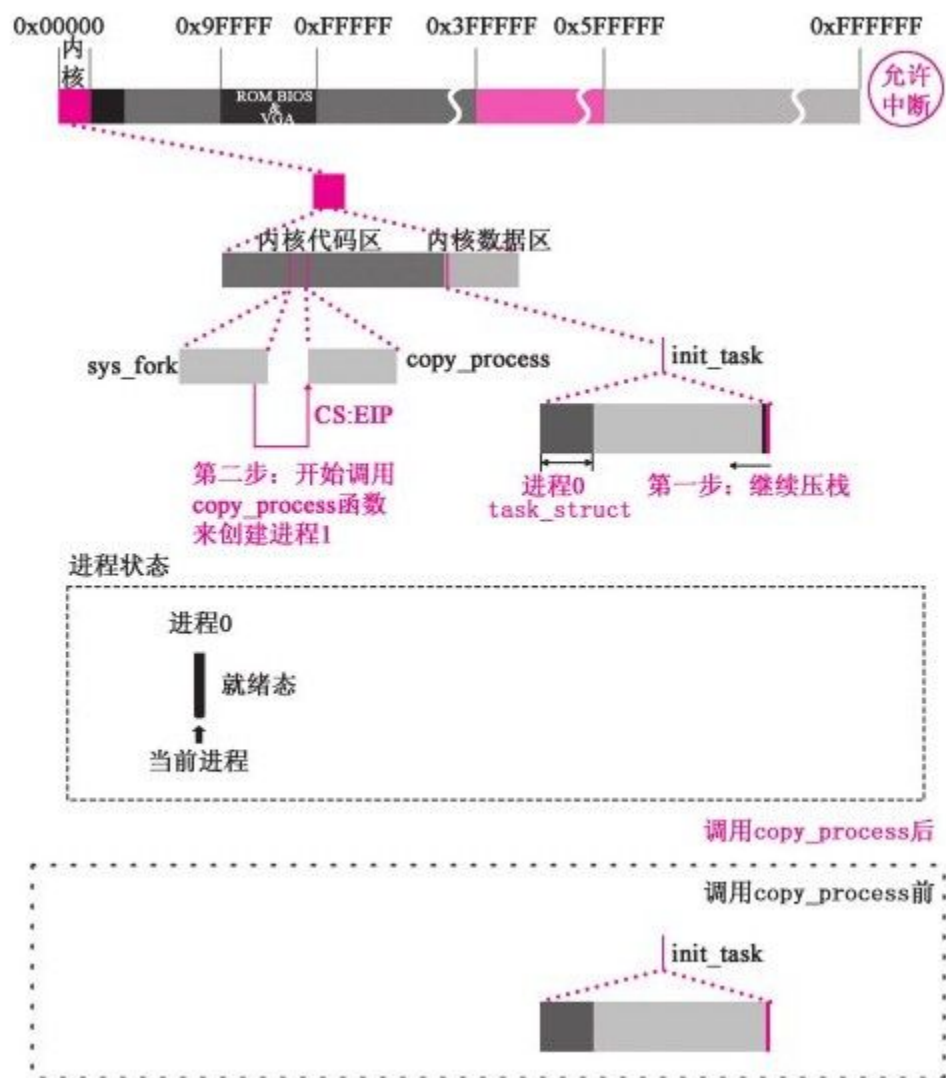 0x00000 0x9FFFF 0xFFFFF 0x3FFFFF 0x5FFFFF 0xFFFFFF
内
核
允许
中断
ROM BIOS
&
VGA
内核代码区 内核数据区
sys_fork copy_process init_task
CS:EIP
第二步：开始调用
copy_process函数
来创建进程1
进程0
task_struct
第一步：继续压栈
进程状态
进程0
就绪态
当前进程
调用copy_process后
调用copy_process前
init_task